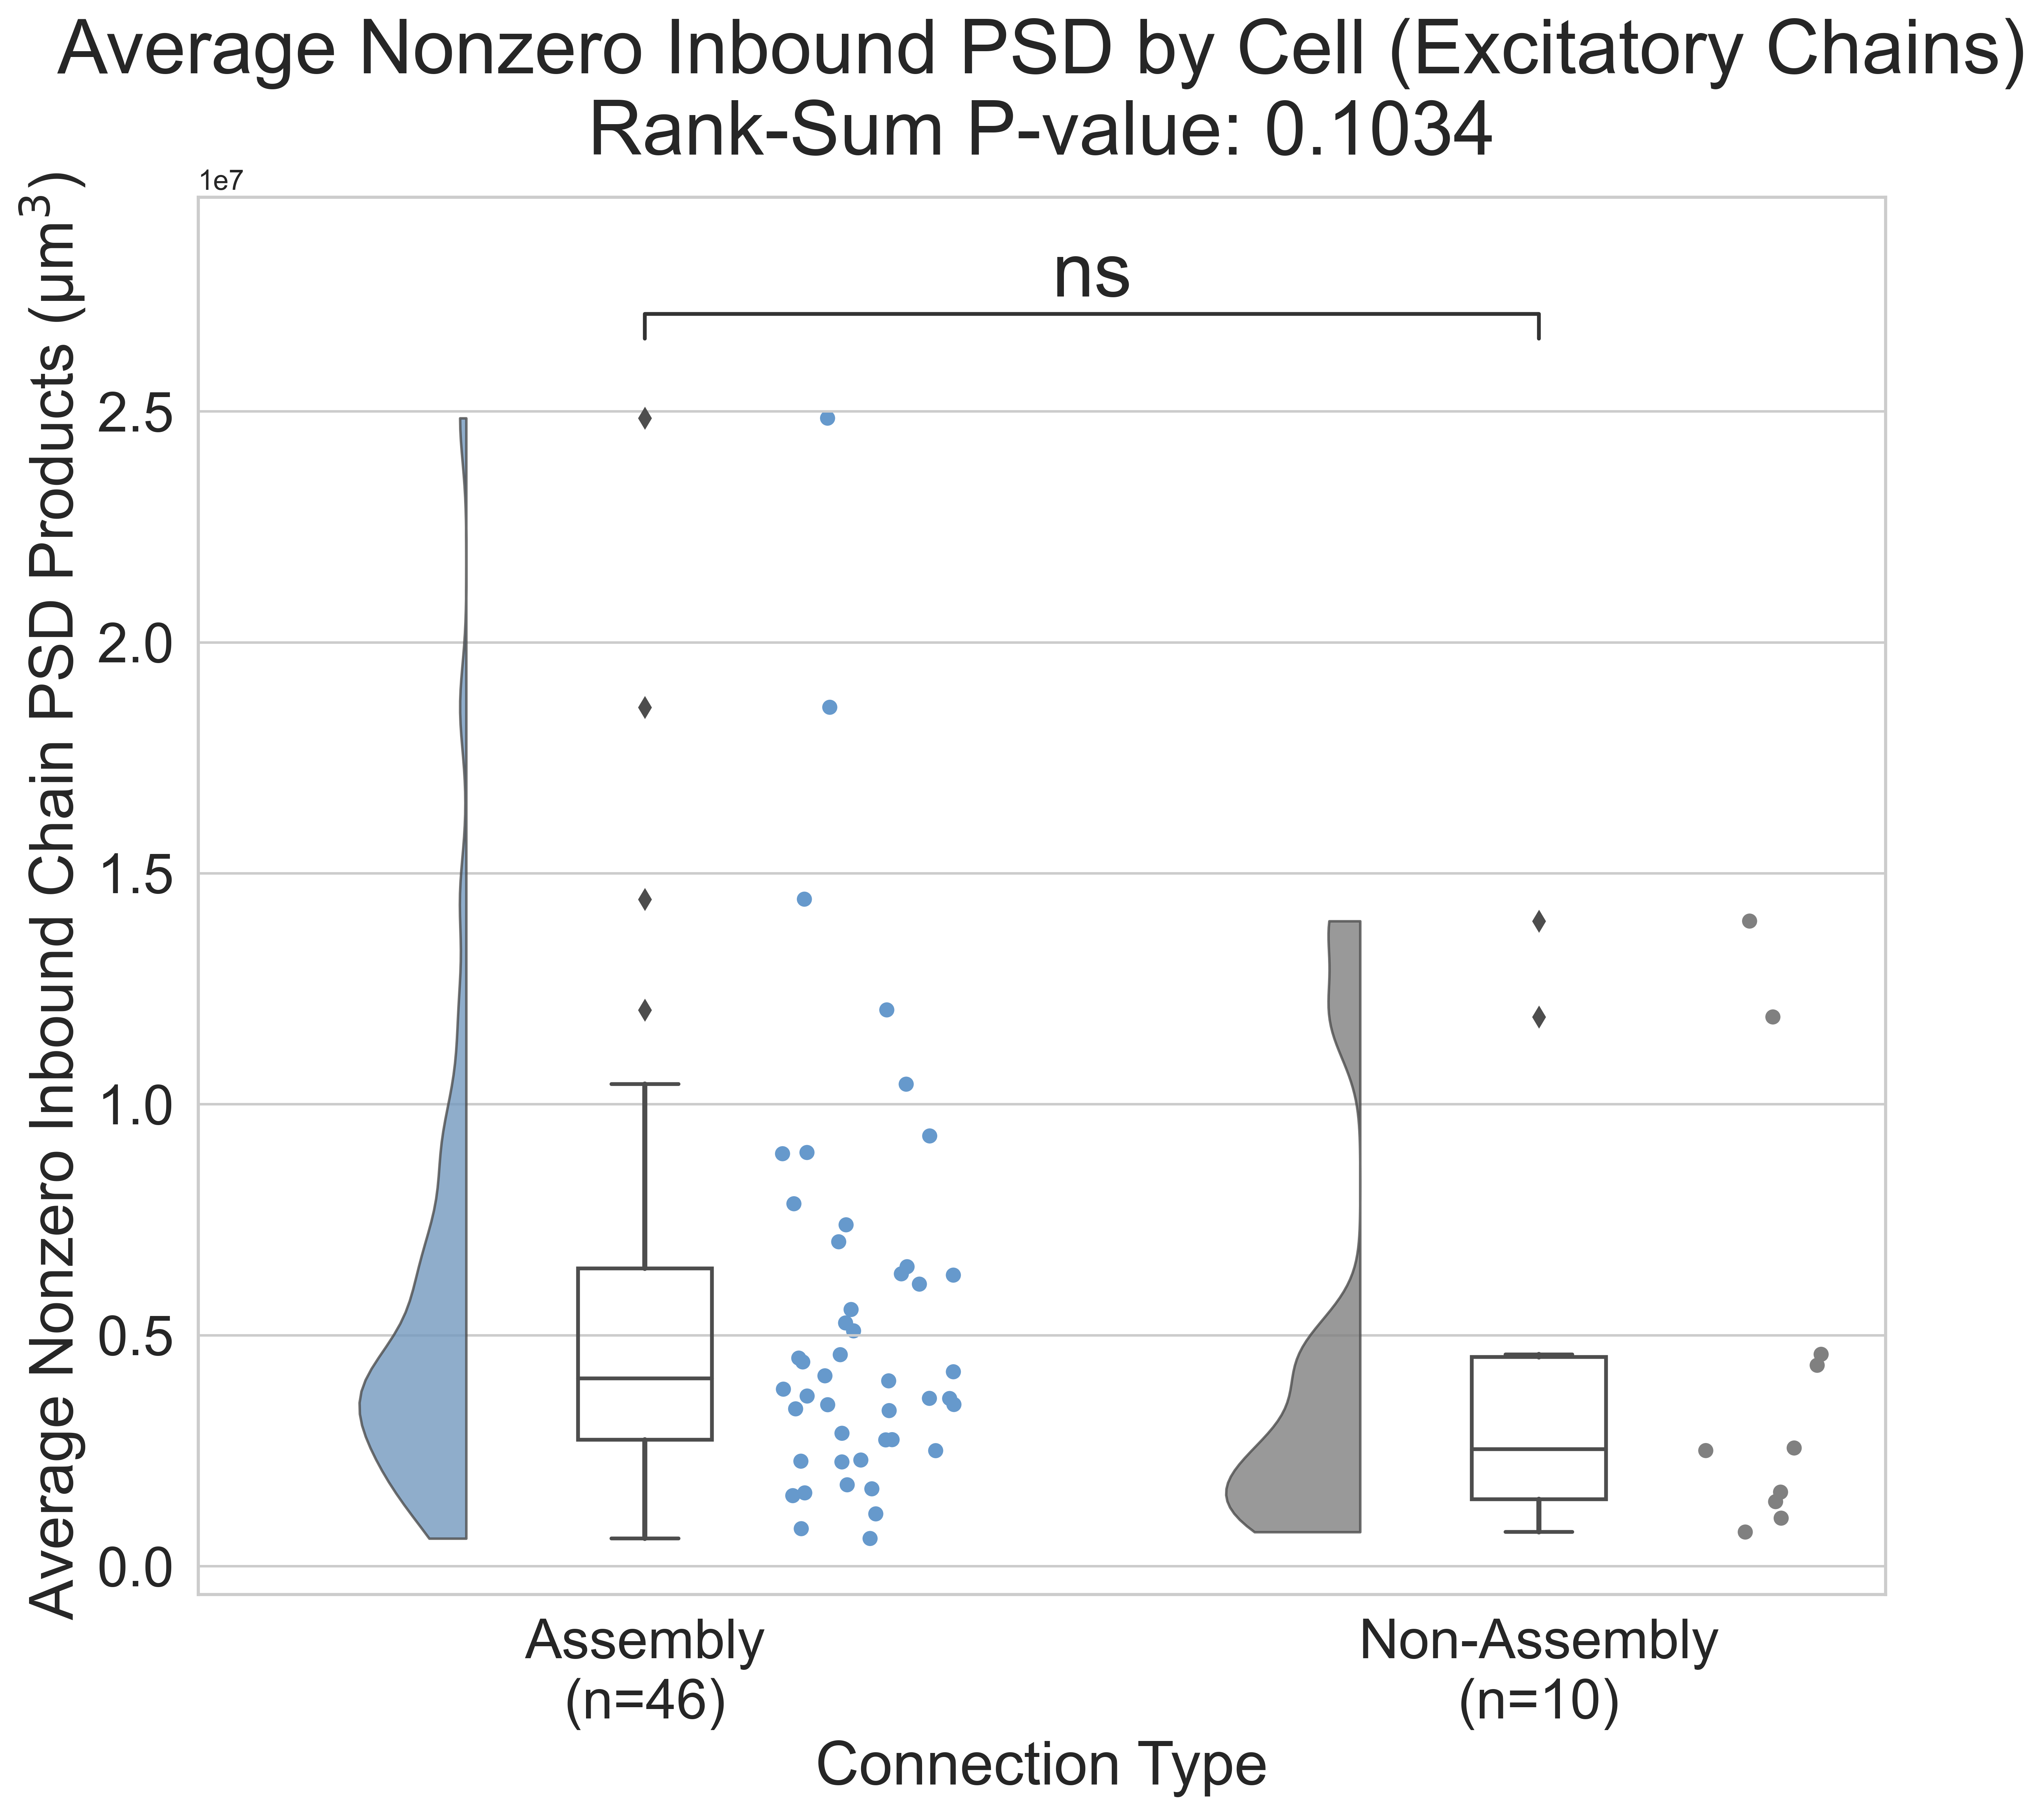 Average Nonzero Inbound PSD by Cell (Excitatory Chains)
Rank-Sum P-value: 0.1034
1e7
Average Nonzero Inbound Chain PSD Products (μm³)
ns
2.5
2.0
1.5
1.0
0.5
0.0
Assembly
(n=46)
Non-Assembly
(n=10)
Connection Type